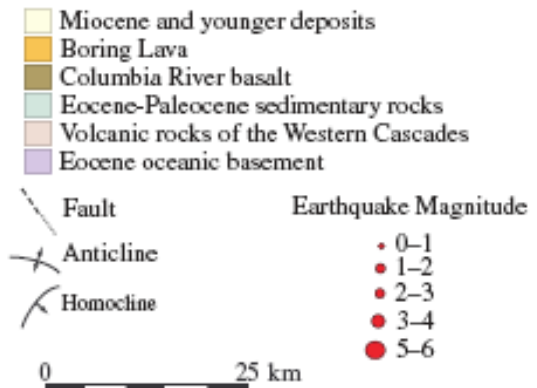 Miocene and younger deposits
Boring Lava
Columbia River basalt
Eocene-Paleocene sedimentary rocks
Volcanic rocks of the Western Cascades
Eocene oceanic basement
Fault
Anticline
Homocline
Earthquake Magnitude
0–1
1–2
2–3
3–4
5–6
0 25 km